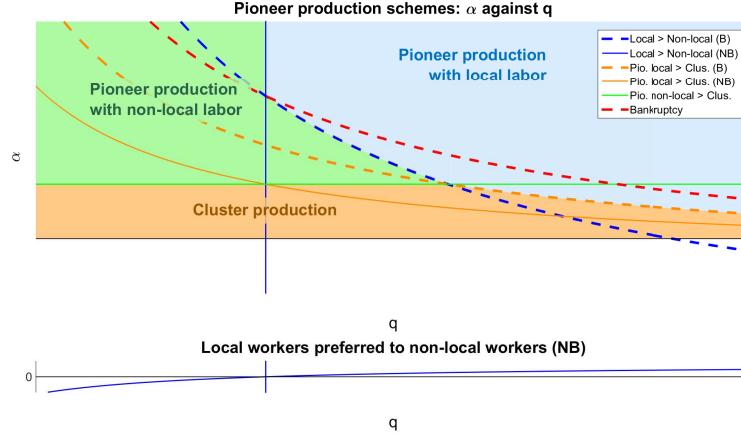 Pioneer production schemes: α against q
Pioneer production
with local labor
Pioneer production
with non-local labor
Cluster production
Local > Non-local (B)
Local > Non-local (NB)
Pio. local > Clus. (B)
Pio. local > Clus. (NB)
Pio. non-local > Clus.
Bankruptcy
α
q
Local workers preferred to non-local workers (NB)
0
q